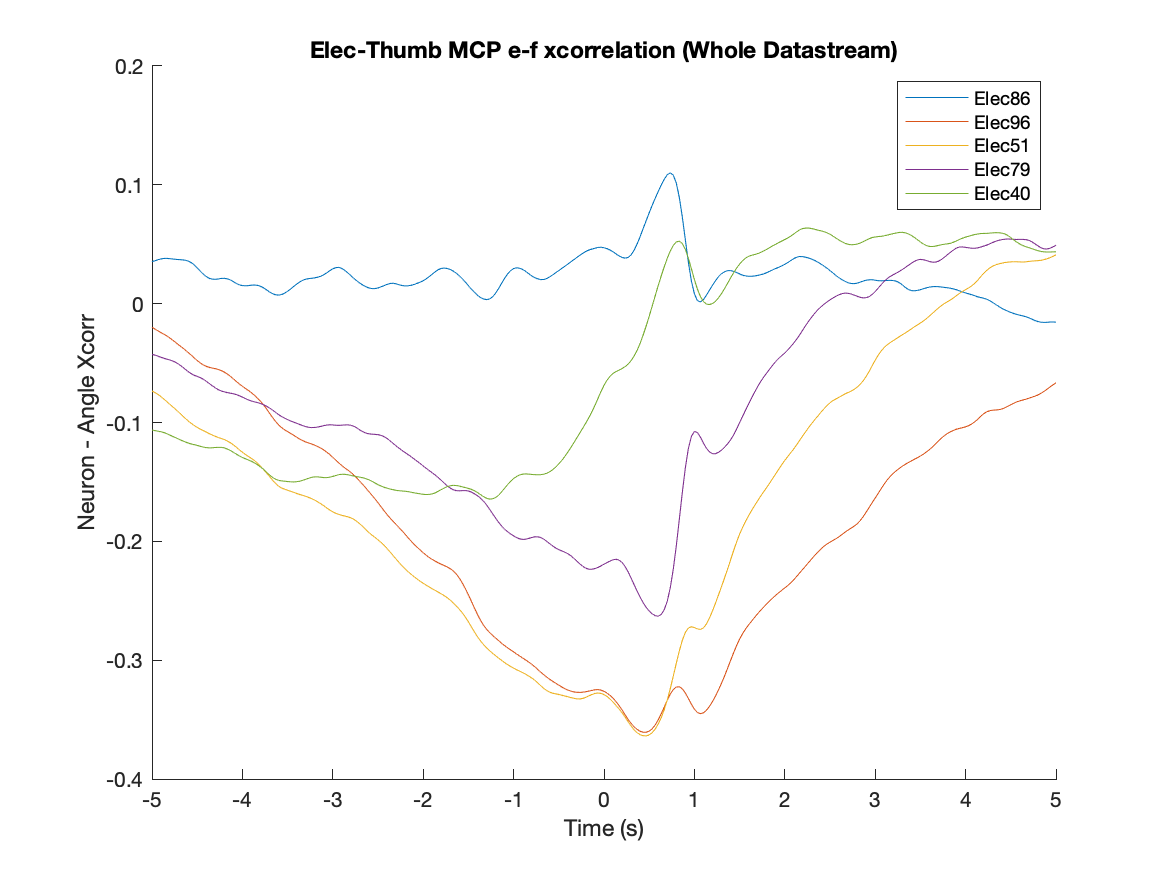 Elec-Thumb MCP e-f xcorrelation (Whole Datastream)
0.2
0.1
0
-0.1
-0.2
-0.3
-0.4
Neuron - Angle Xcorr
Elec86
Elec96
Elec51
Elec79
Elec40
-5 -4 -3 -2 -1 0 1 2 3 4 5
Time (s)